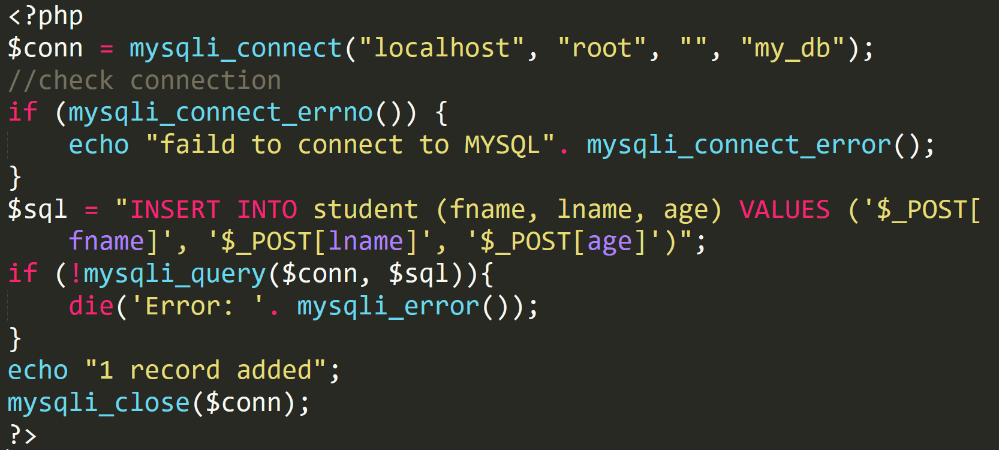 <?php
$conn = mysqli_connect("localhost", "root", "", "my_db");
//check connection
if (mysqli_connect_errno()) {
    echo "faild to connect to MYSQL". mysqli_connect_error();
}
$sql = "INSERT INTO student (fname, lname, age) VALUES ('$_POST[
    fname]', '$_POST[lname]', '$_POST[age]')";
if (!mysqli_query($conn, $sql)){
    die('Error: '. mysqli_error());
}
echo "1 record added";
mysqli_close($conn);
?>